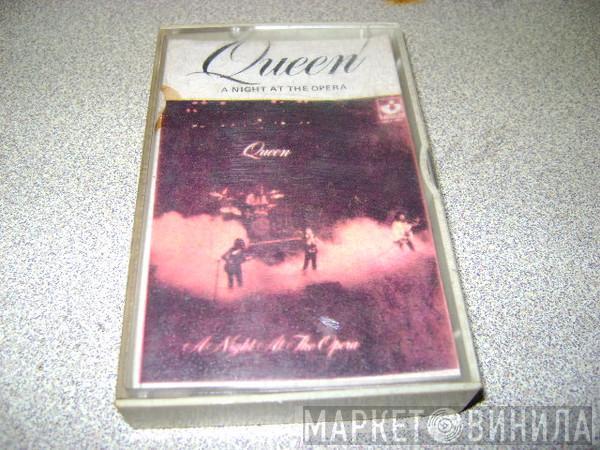 Queen
A NIGHT AT THE OPERA
Queen
A Night At The Opera
МАРКЕТ ВИНИЛА